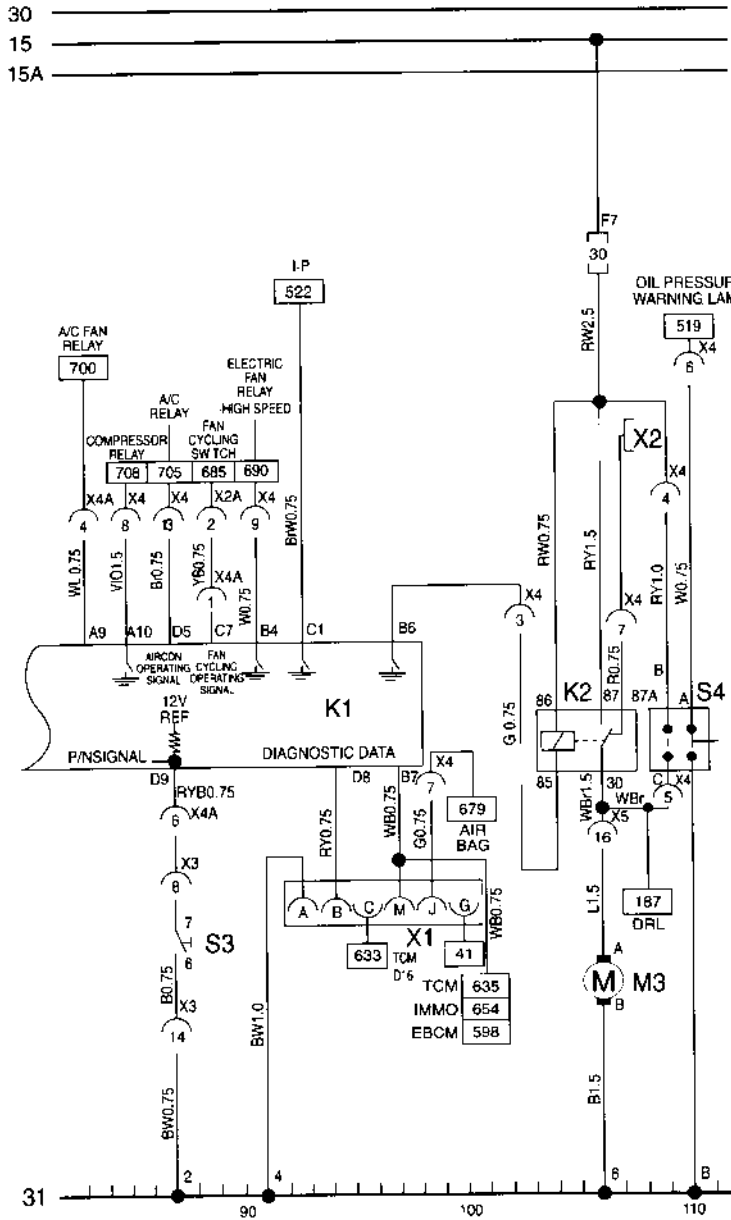 30
15
15A
F7
30
I-P
522
OIL PRESSUR
WARNING LAM
519
X4
6
RW2.5
A/C FAN
RELAY
700
ELECTRIC
FAN
RELAY
-HIGH SPEED
A/C
RELAY
FAN
CYCLING
SWITCH
COMPRESSOR
RELAY
708 705 685 690
X2
X4A X4 X4 X2A X4
4 8 13 2 9
X4
4
WL0.75
VIO1.5
Br0.75
YB0.75
X4A
1
W0.75
BrW0.75
RW0.75
RY1.5
RY1.0
W0.75
X4
3
X4
7
R0.75
A9 A10 D5 C7 B4 C1 B6
B
A
AIRCON
OPERATING
SIGNAL
FAN
CYCLING
OPERATING
SIGNAL
12V
REF
K1
G 0.75
86
K2
87
87A
S4
P/NSIGNAL
DIAGNOSTIC DATA
D9
D8
B7
85
30
C
X4
5
RYB0.75
6
X4A
RY0.75
WB0.75
X4
7
G0.75
679
AIR
BAG
WBr1.5
WBr
X5
16
X3
8
7
S3
6
A B C M J G
X1
633
TCM
D16
41
WB0.75
L1.5
187
DRL
B0.75
X3
14
BW1.0
TCM 635
IMMO 654
EBCM 598
A
M
M3
B
BW0.75
B1.5
2
4
6
8
31
90
100
110